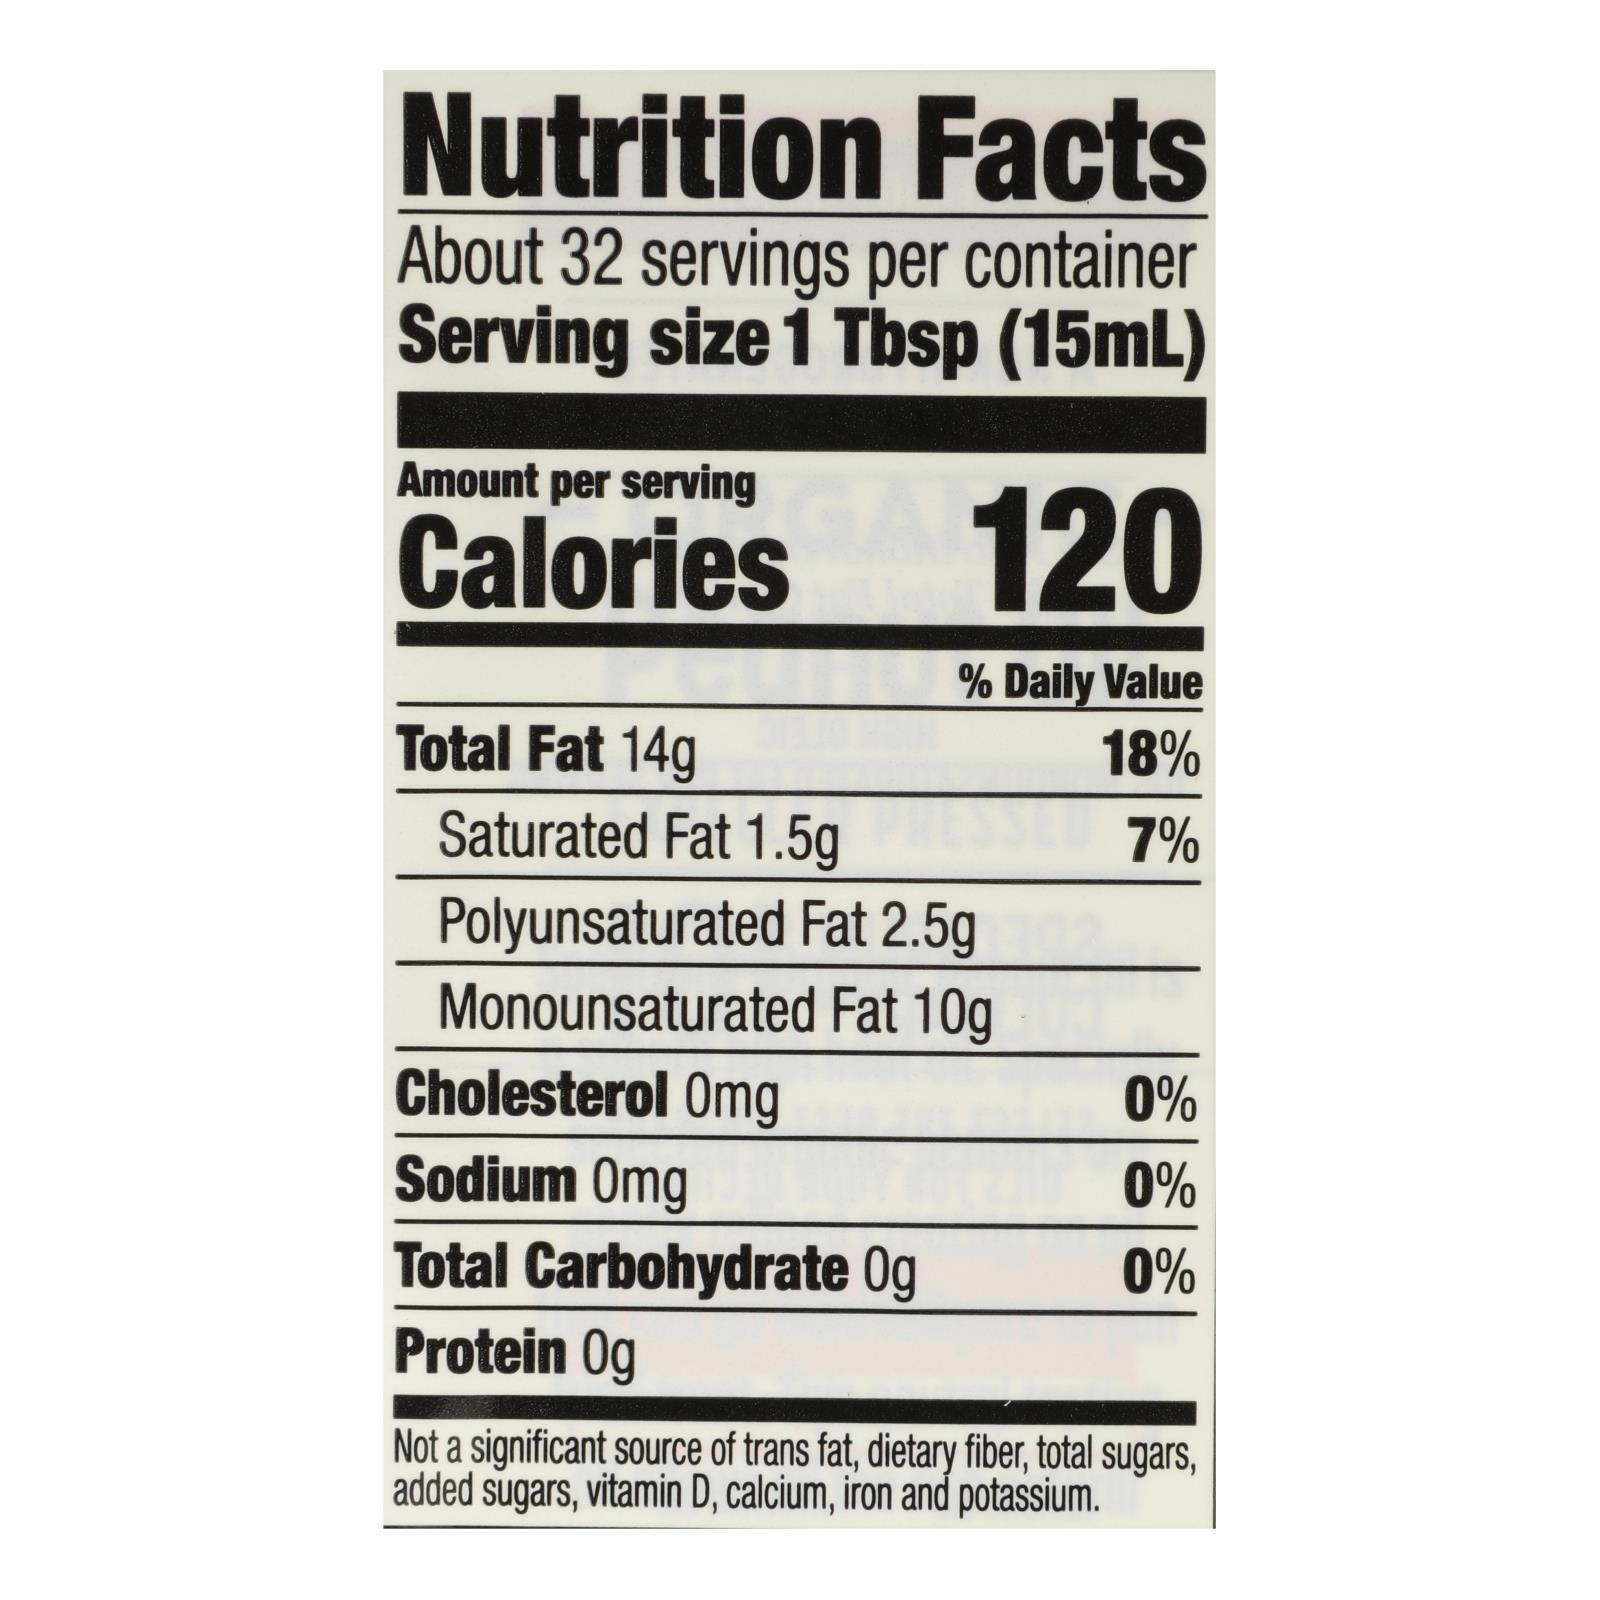 Nutrition Facts
About 32 servings per container
Serving size 1 Tbsp (15mL)
Amount per serving
Calories 120
% Daily Value
Total Fat 14g 18%
Saturated Fat 1.5g 7%
Polyunsaturated Fat 2.5g
Monounsaturated Fat 10g
Cholesterol 0mg 0%
Sodium 0mg 0%
Total Carbohydrate 0g 0%
Protein 0g
Not a significant source of trans fat, dietary fiber, total sugars,
added sugars, vitamin D, calcium, iron and potassium.